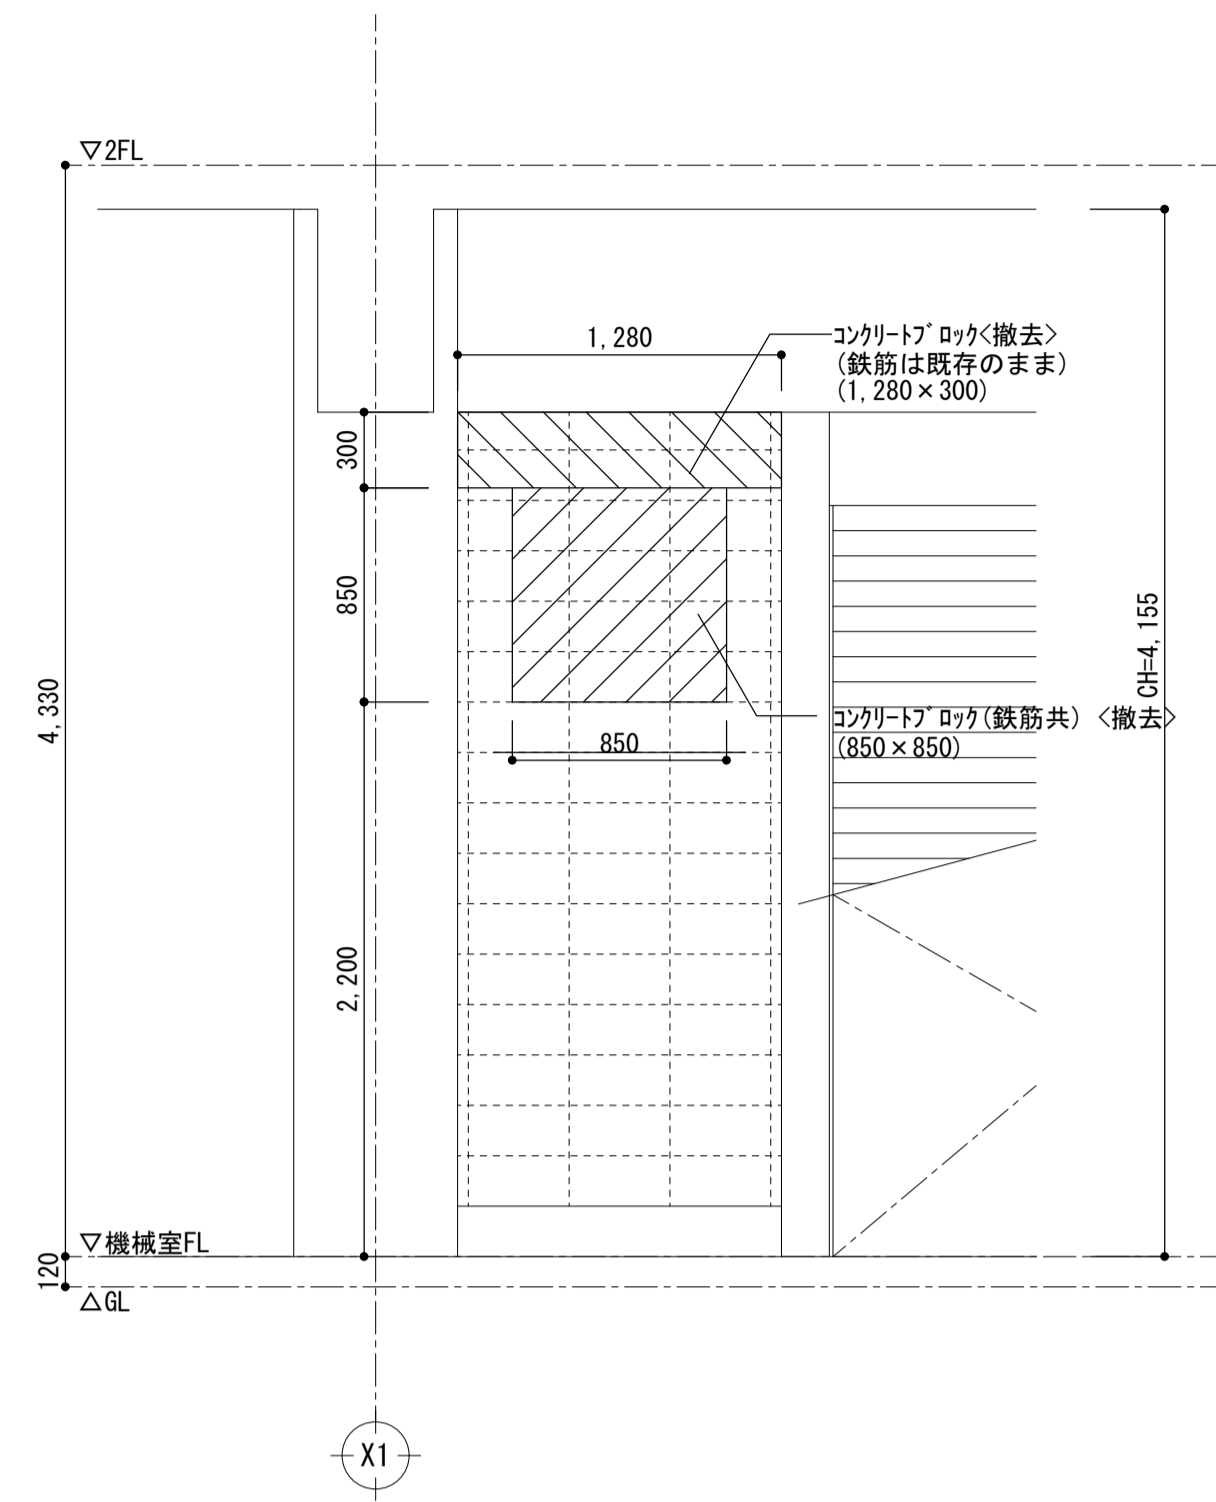 ▽2FL
1,280
コンクリートブロック<撤去>
(鉄筋は既存のまま)
(1,280×300)
300
850
4,330
CH=4,155
コンクリートブロック(鉄筋共) <撤去>
(850×850)
850
2,200
▽機械室FL
120
△GL
X1